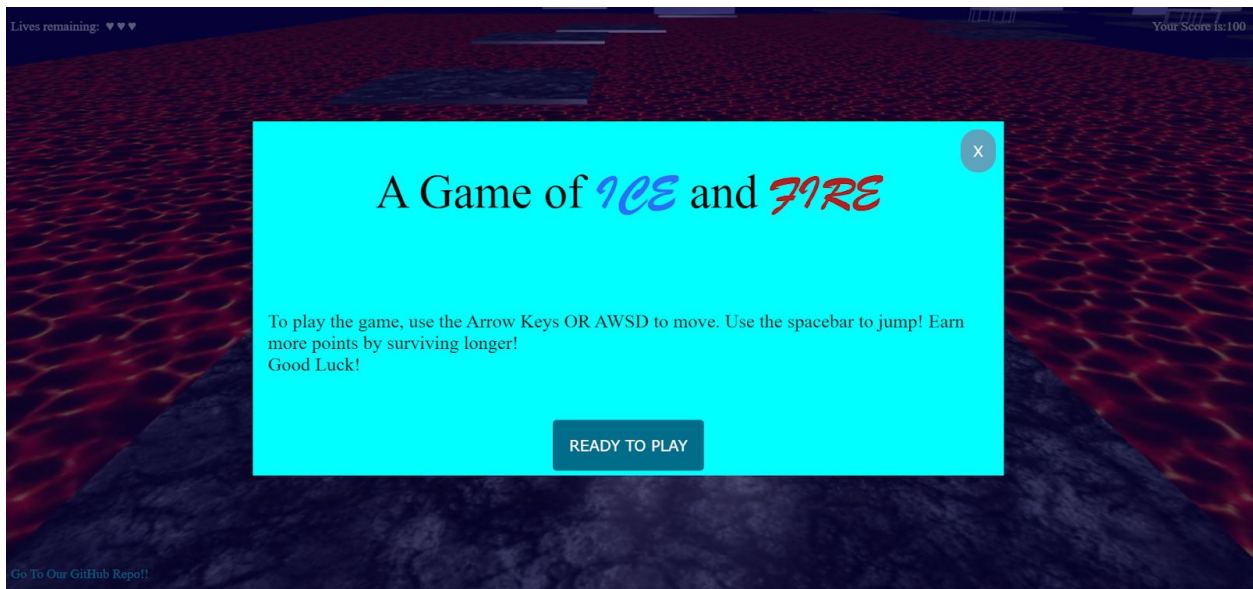 Lives remaining: ♥♥♥
Your Score is:100
X
A Game of ICE and FIRE
To play the game, use the Arrow Keys OR AWSD to move. Use the spacebar to jump! Earn
more points by surviving longer!
Good Luck!
READY TO PLAY
Go To Our GitHub Repo!!